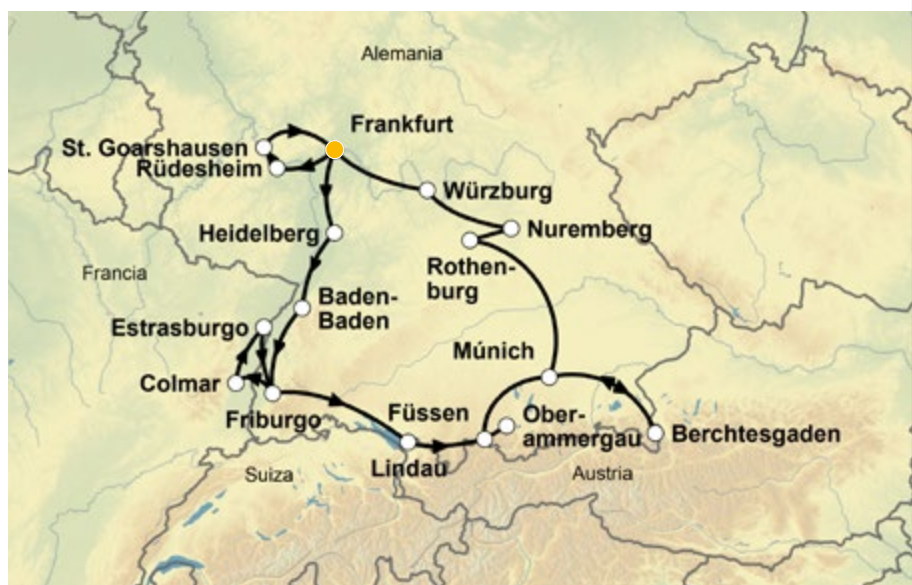 Alemania
Frankfurt
St. Goarshausen
Rüdesheim
Würzburg
Heidelberg
Nuremberg
Rothen-
burg
Francia
Baden-
Baden
Estrasburgo
Múnich
Colmar
Friburgo
Füssen
Ober-
ammergau
Berchtesgaden
Lindau
Suiza
Austria